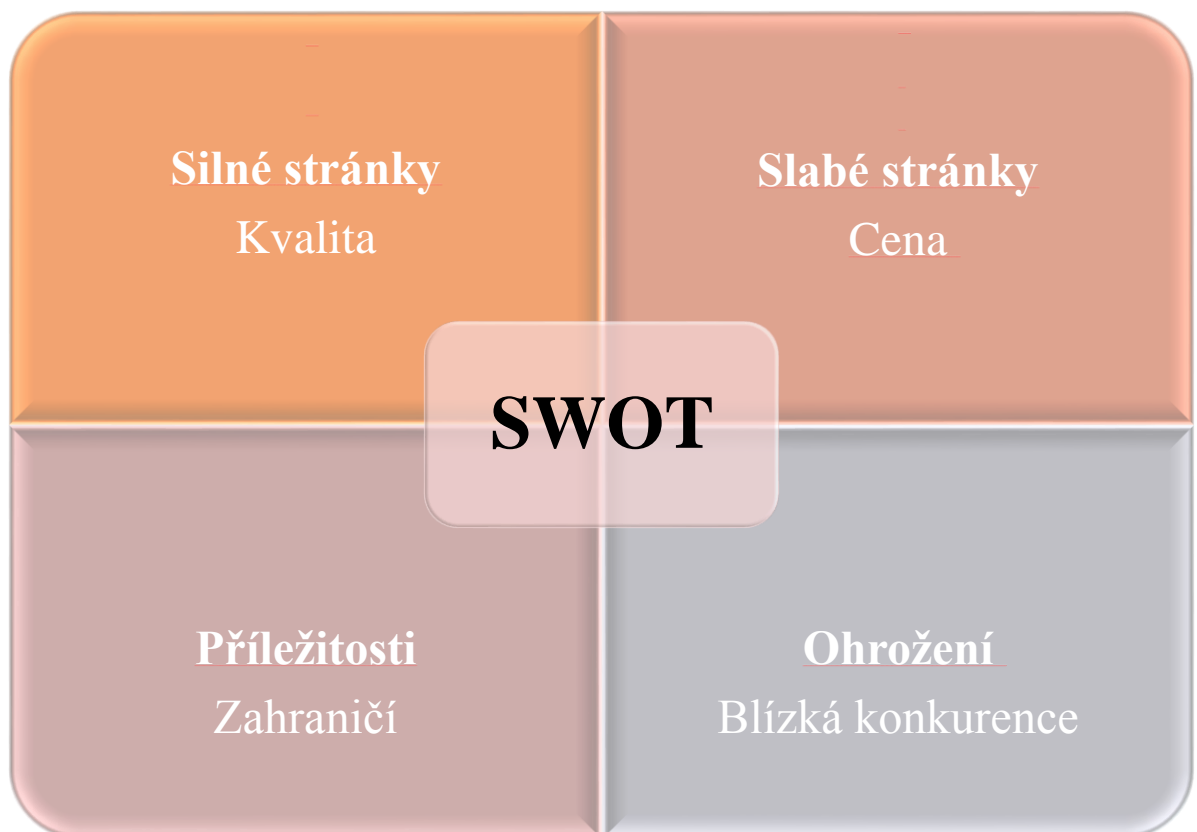 Silné stránky
Kvalita
Slabé stránky
Cena
SWOT
Příležitosti
Zahraničí
Ohrožení
Blízká konkurence